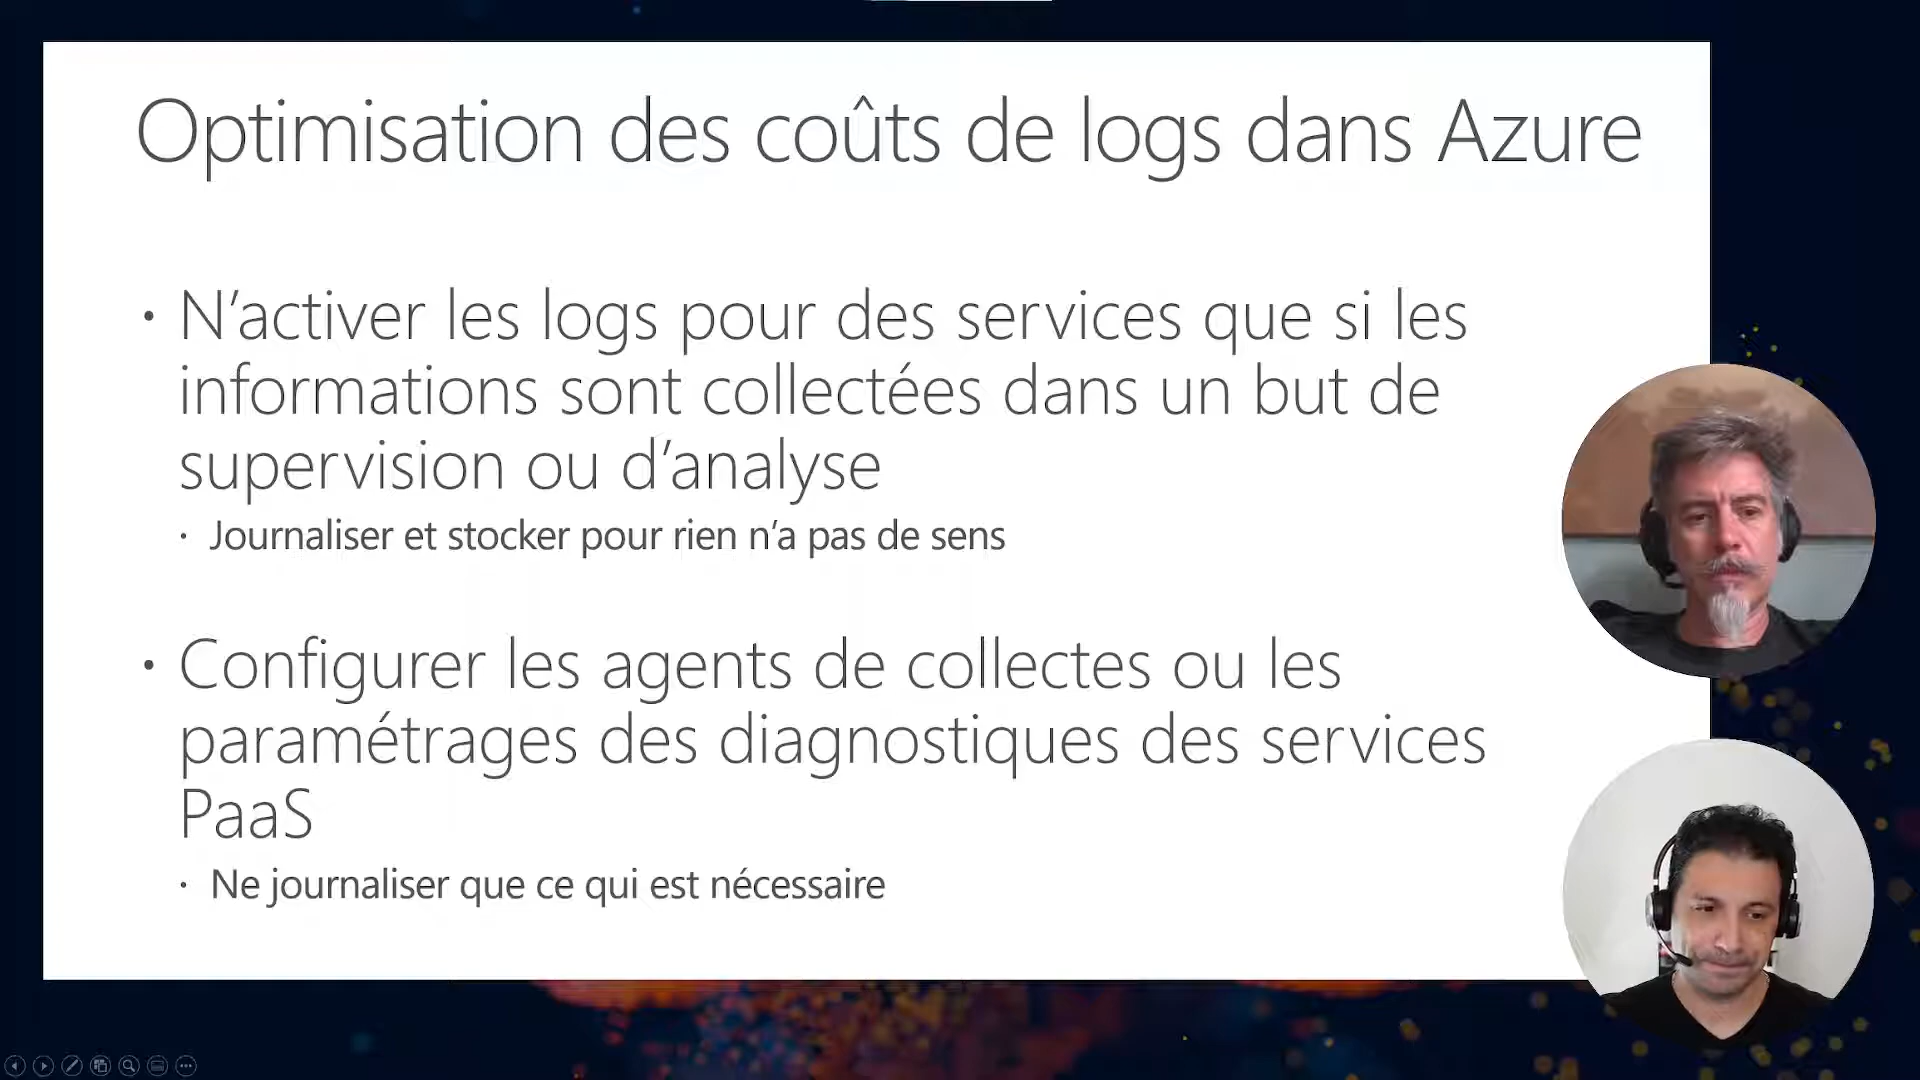 Optimisation des coûts de logs dans Azure
• N’activer les logs pour des services que si les
informations sont collectées dans un but de
supervision ou d’analyse
• Journaliser et stocker pour rien n’a pas de sens
• Configurer les agents de collectes ou les
paramétrages des diagnostiques des services
PaaS
• Ne journaliser que ce qui est nécessaire